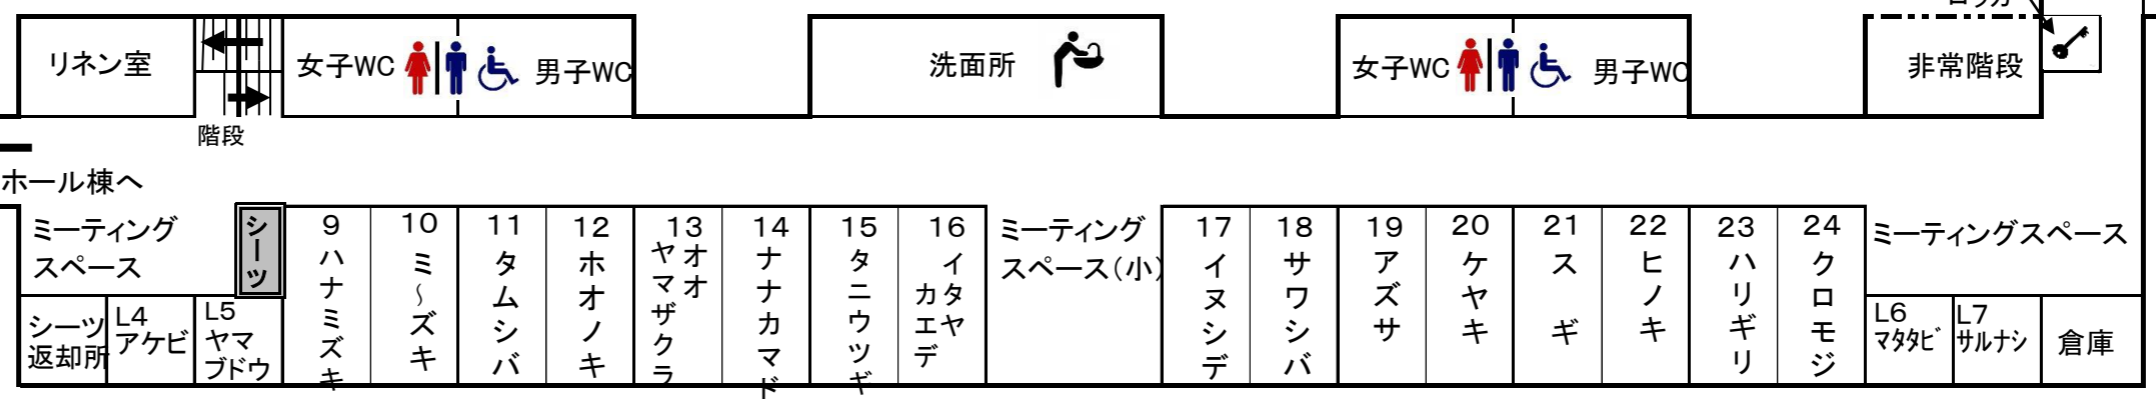 ロッカー
リネン室
階段
女子WC
男子WC
洗面所
女子WC
男子WC
非常階段
ホール棟へ
ミーティング
スペース
シーツ
シーツ
返却所
L4
アケビ
L5
ヤマ
ブドウ
9
ハナミズキ
10
ミ〜ズキ
11
タムシバ
12
ホオノキ
13
オオ
ヤマザクラ
14
ナナカマド
15
タニウツギ
16
イタヤ
カエデ
ミーティング
スペース(小)
17
イヌシデ
18
サワシバ
19
アズサ
20
ケヤキ
21
スギ
22
ヒノキ
23
ハリギリ
24
クロモジ
ミーティングスペース
L6
マタタビ
L7
サルナシ
倉庫